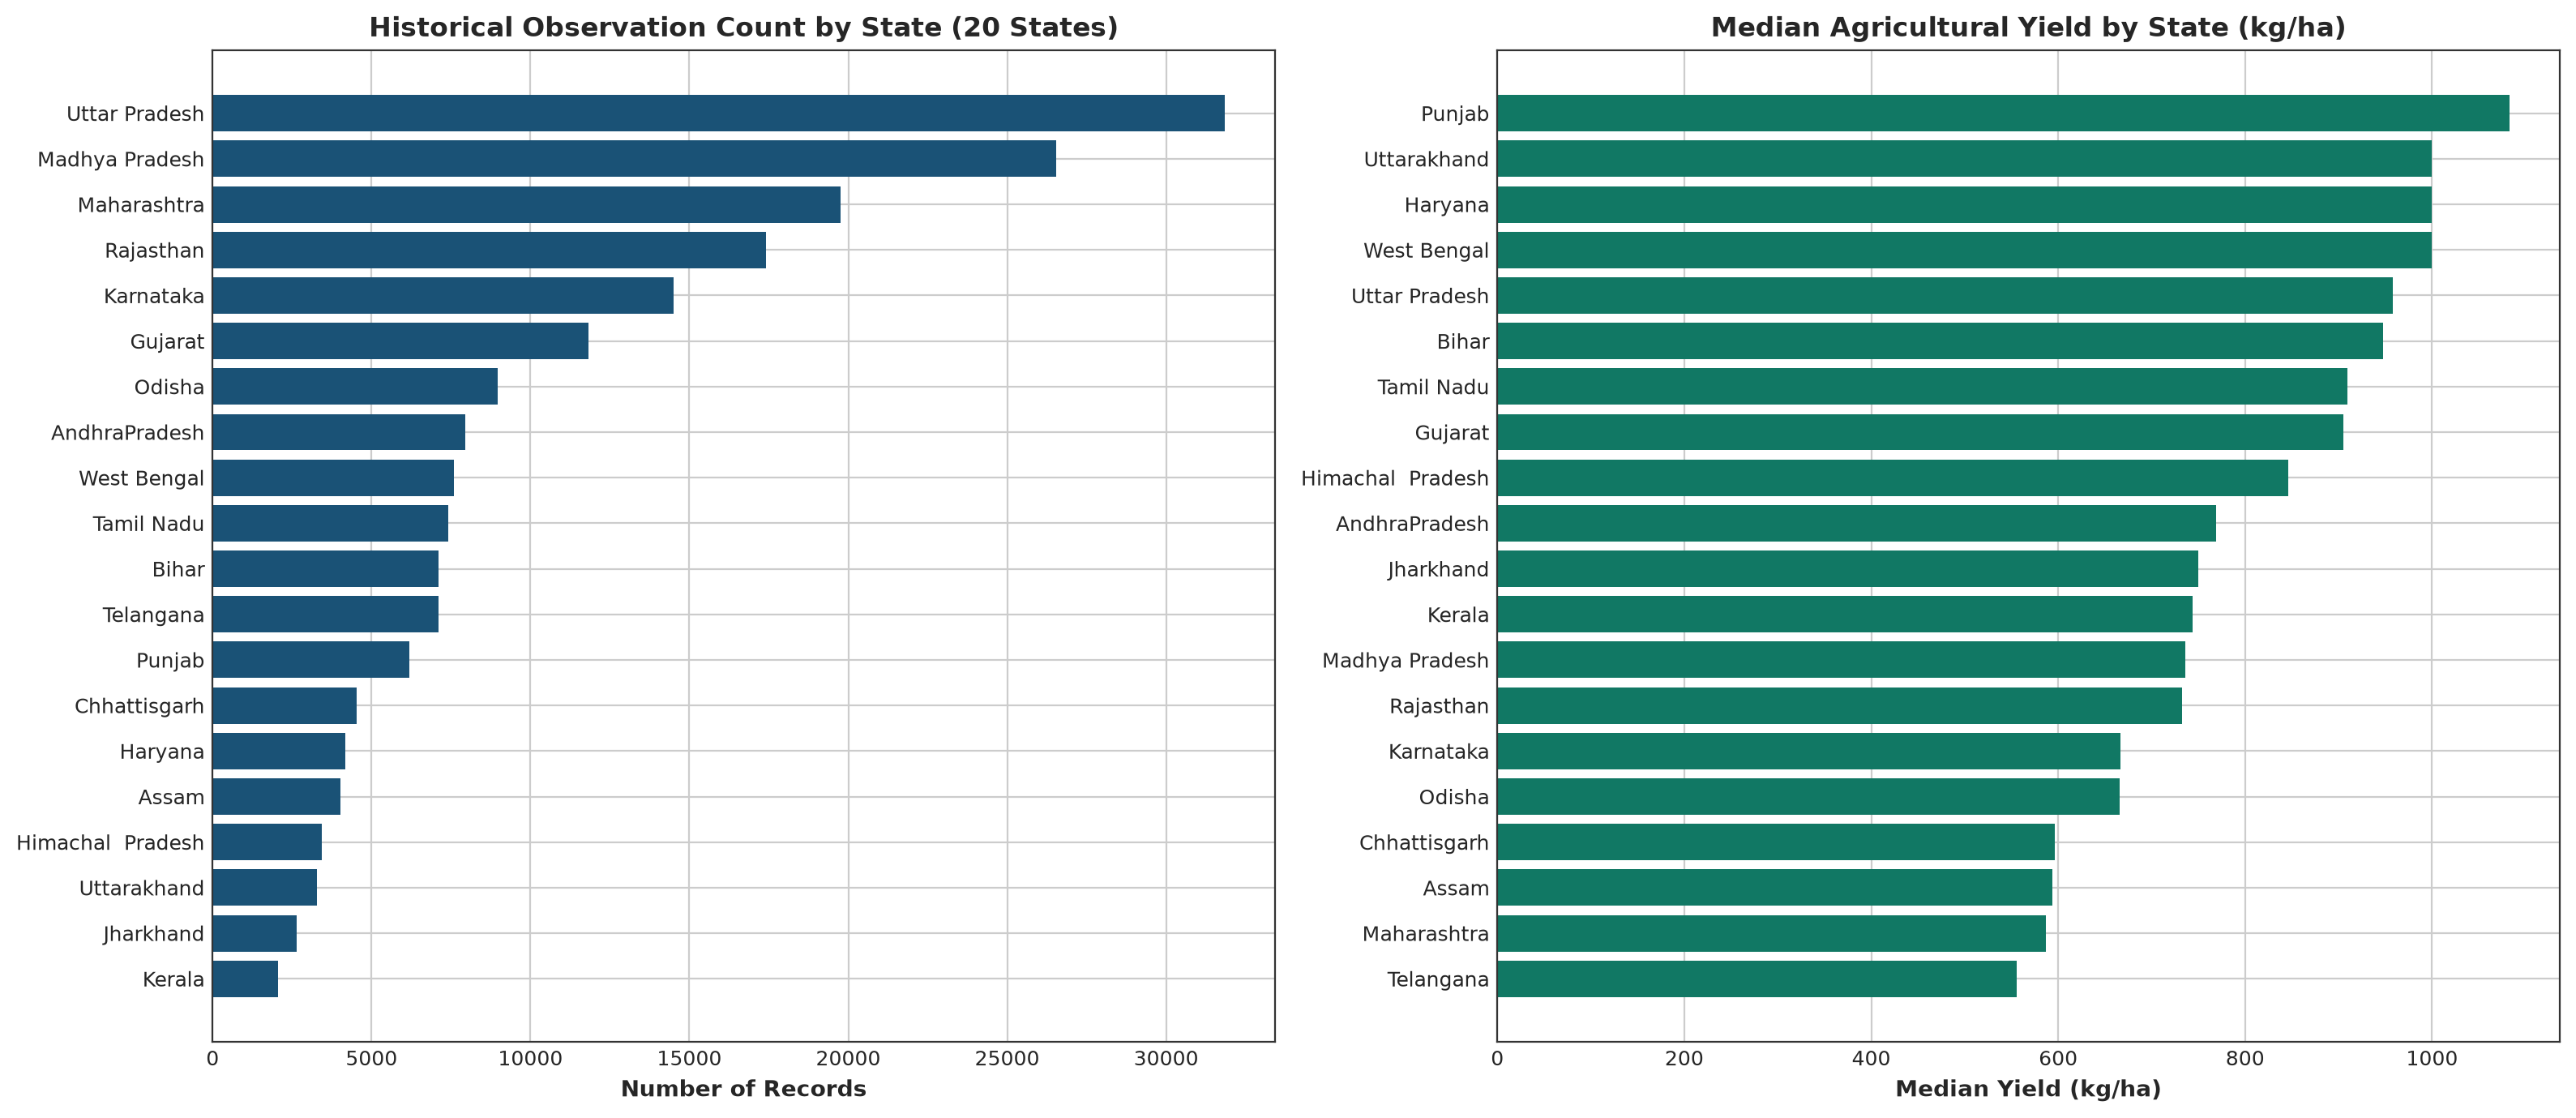 Historical Observation Count by State (20 States)
Uttar Pradesh
Madhya Pradesh
Maharashtra
Rajasthan
Karnataka
Gujarat
Odisha
AndhraPradesh
West Bengal
Tamil Nadu
Bihar
Telangana
Punjab
Chhattisgarh
Haryana
Assam
Himachal  Pradesh
Uttarakhand
Jharkhand
Kerala
0 5000 10000 15000 20000 25000 30000
Number of Records
Median Agricultural Yield by State (kg/ha)
Punjab
Uttarakhand
Haryana
West Bengal
Uttar Pradesh
Bihar
Tamil Nadu
Gujarat
Himachal  Pradesh
AndhraPradesh
Jharkhand
Kerala
Madhya Pradesh
Rajasthan
Karnataka
Odisha
Chhattisgarh
Assam
Maharashtra
Telangana
0 200 400 600 800 1000
Median Yield (kg/ha)